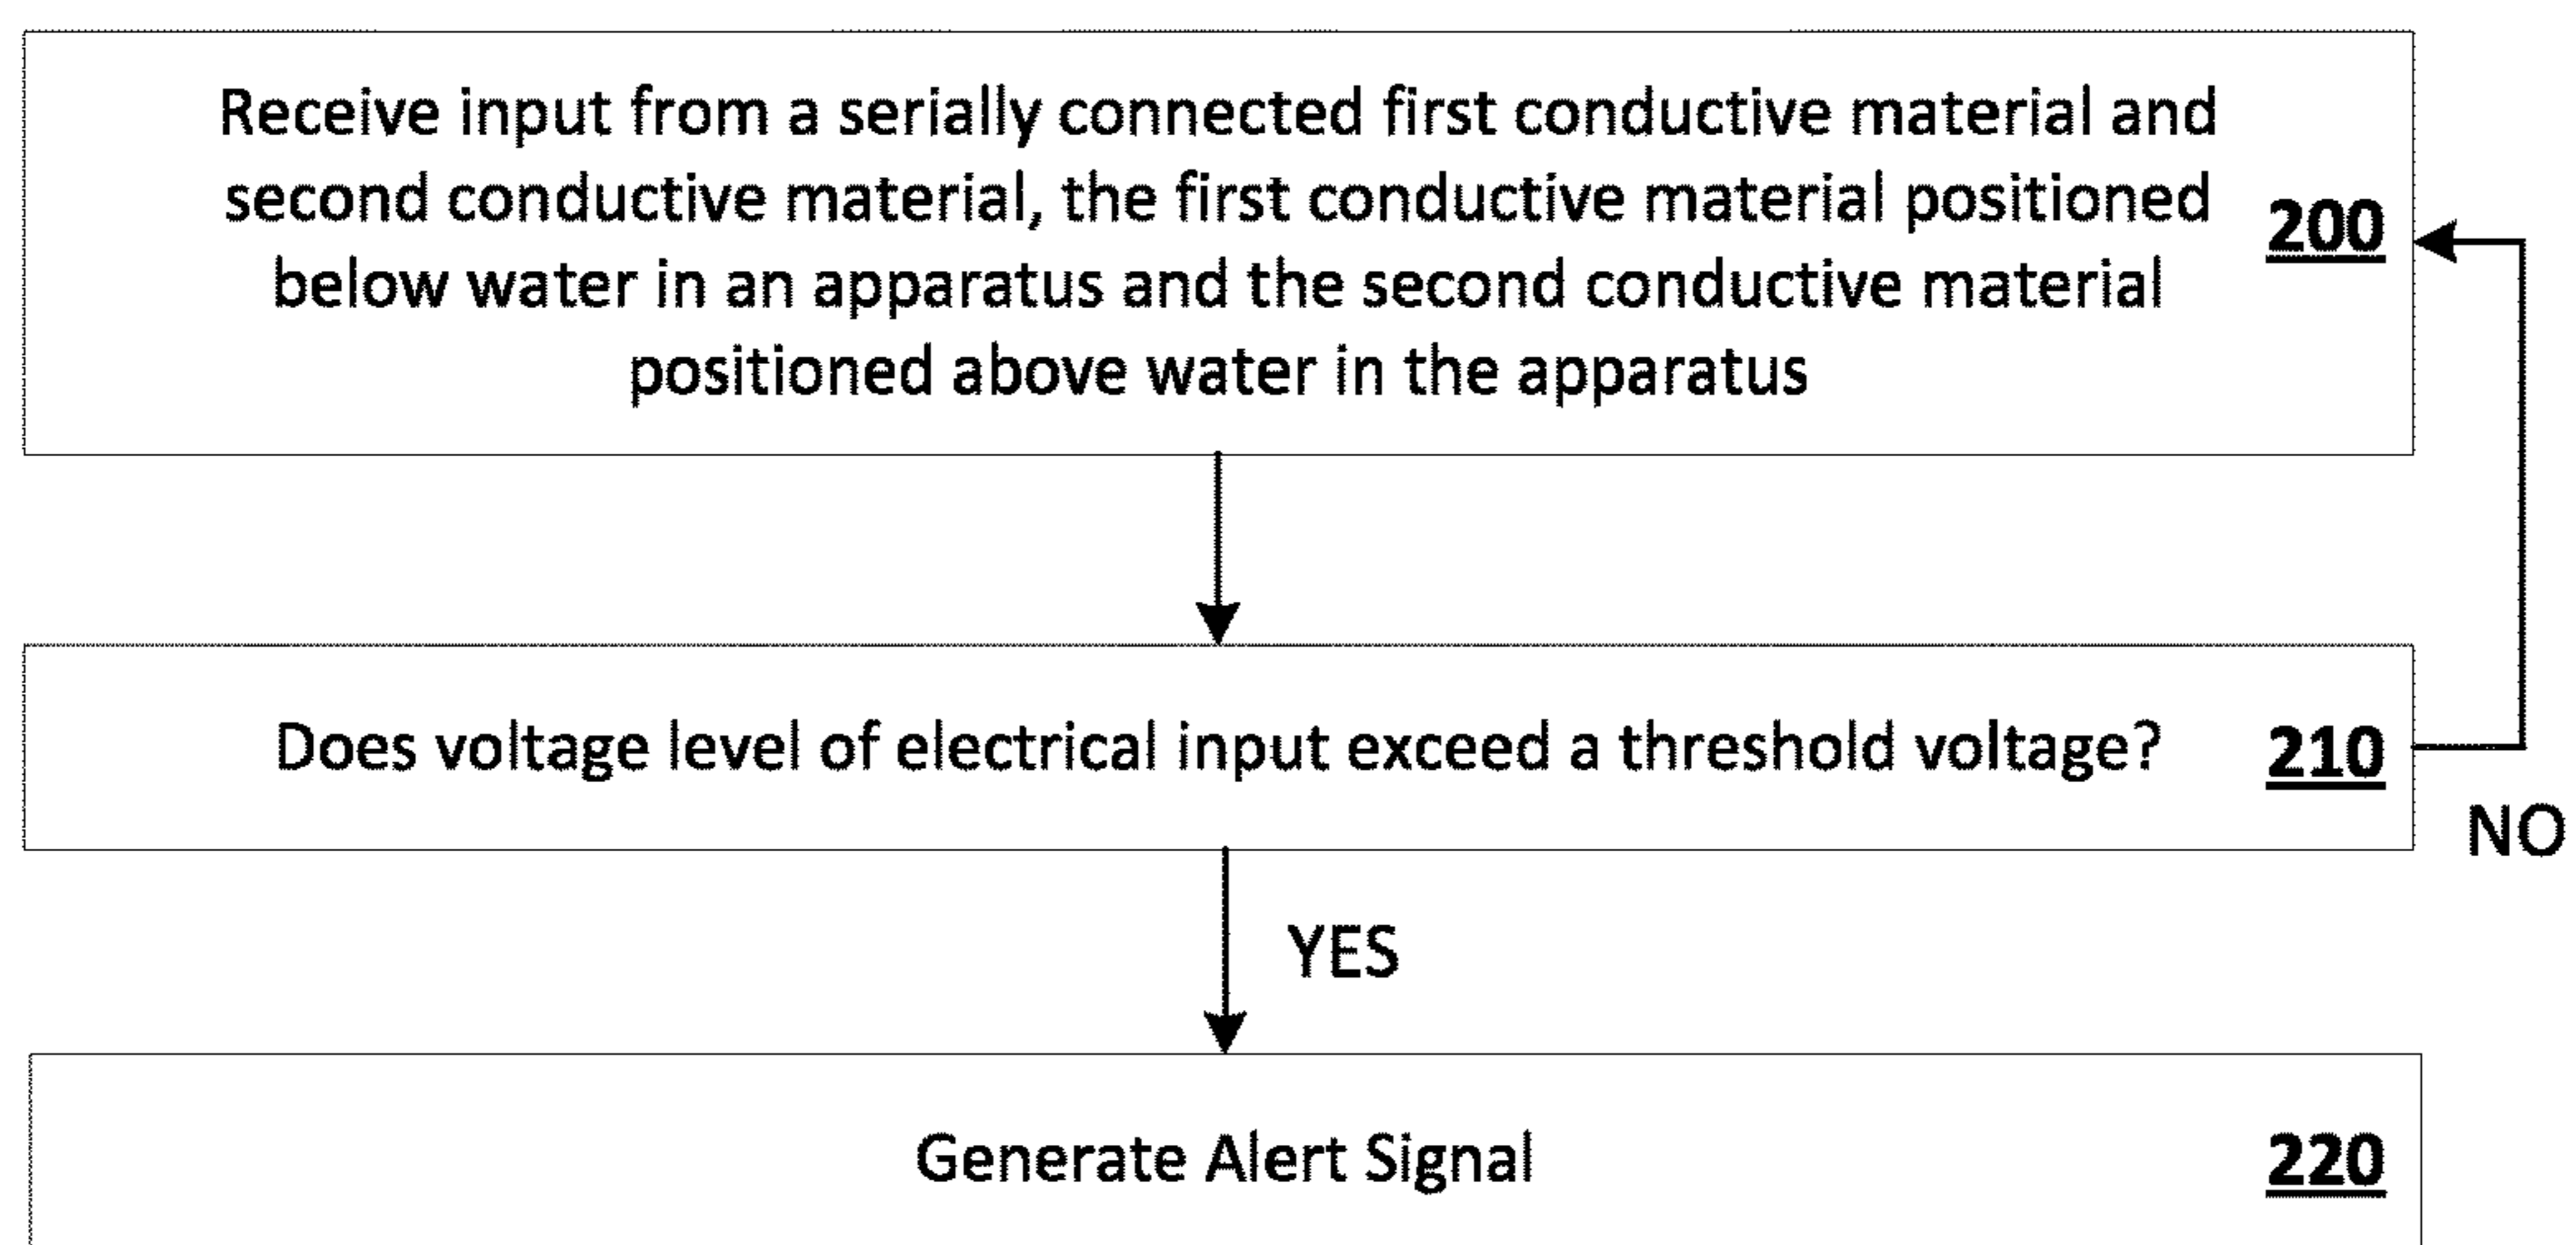 Receive input from a serially connected first conductive material and
second conductive material, the first conductive material positioned
below water in an apparatus and the second conductive material
positioned above water in the apparatus
200
Does voltage level of electrical input exceed a threshold voltage?
210
NO
YES
Generate Alert Signal
220